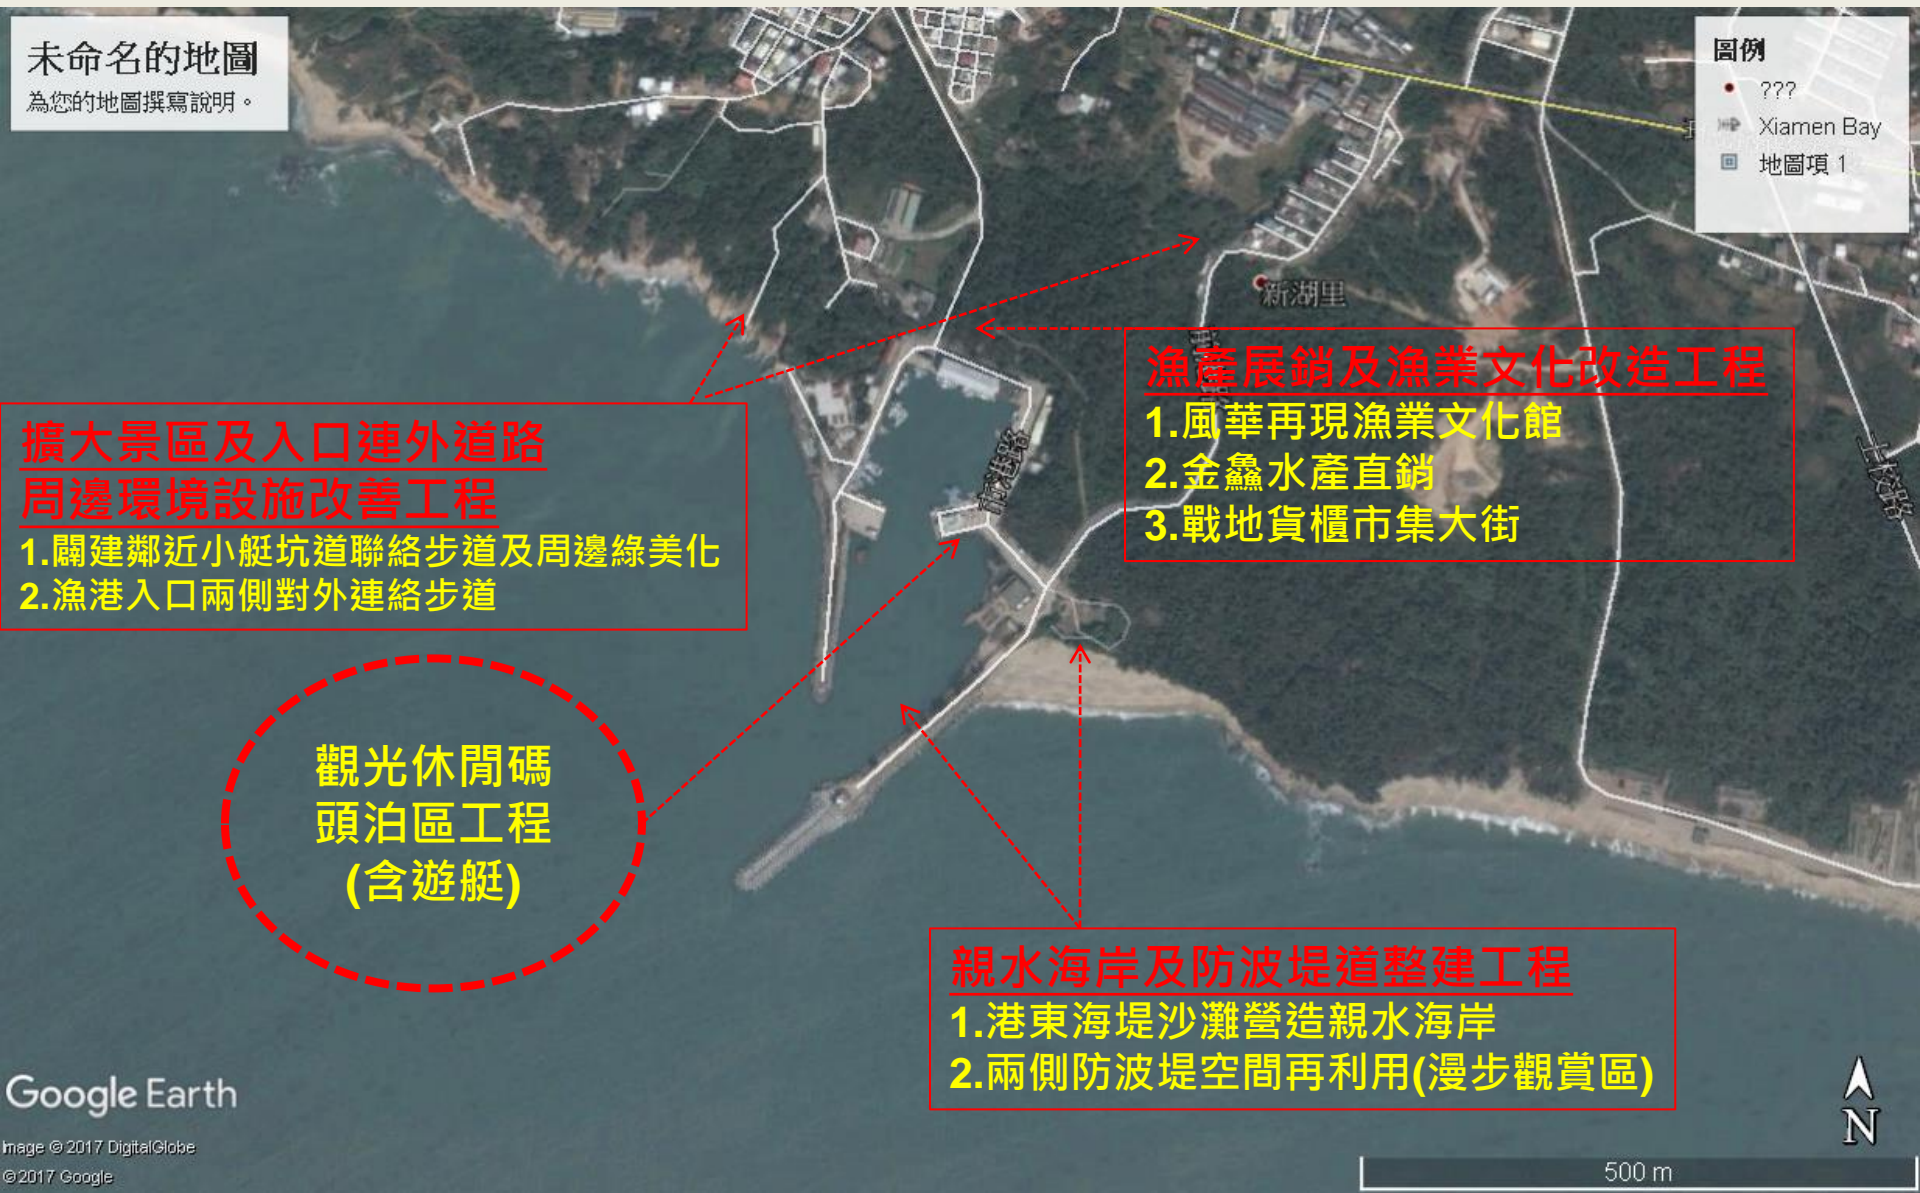 未命名的地圖
為您的地圖撰寫說明。
圖例
???
Xiamen Bay
地圖項 1
新湖里
漁產展銷及漁業文化改造工程
1.風華再現漁業文化館
2.金鱻水產直銷
3.戰地貨櫃市集大街
擴大景區及入口連外道路
周邊環境設施改善工程
1.闢建鄰近小艇坑道聯絡步道及周邊綠美化
2.漁港入口兩側對外連絡步道
士校路
觀光休閒碼
頭泊區工程
(含遊艇)
親水海岸及防波堤道整建工程
1.港東海堤沙灘營造親水海岸
2.兩側防波堤空間再利用(漫步觀賞區)
Google Earth
Image © 2017 DigitalGlobe
© 2017 Google
N
500 m